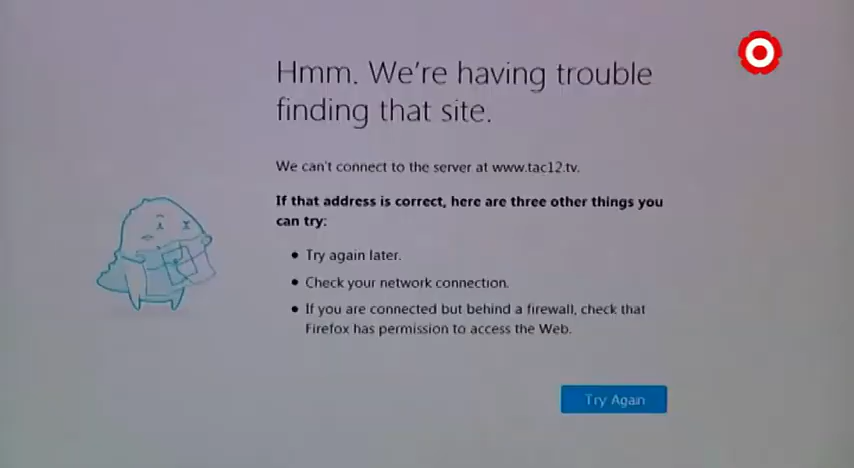 Hmm. We're having trouble
finding that site.
We can't connect to the server at www.tac12.tv.
If that address is correct, here are three other things you
can try:
• Try again later.
• Check your network connection.
• If you are connected but behind a firewall, check that
Firefox has permission to access the Web.
Try Again